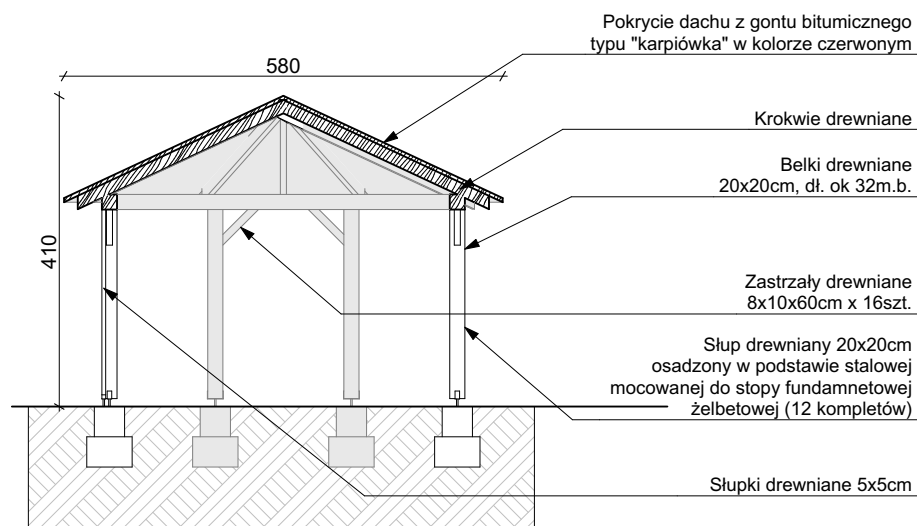 Pokrycie dachu z gontu bitumicznego
typu "karpiówka" w kolorze czerwonym
580
Krokwie drewniane
Belki drewniane
20x20cm, dł. ok 32m.b.
410
Zastrzały drewniane
8x10x60cm x 16szt.
Słup drewniany 20x20cm
osadzony w podstawie stalowej
mocowanej do stopy fundamnetowej
żelbetowej (12 kompletów)
Słupki drewniane 5x5cm